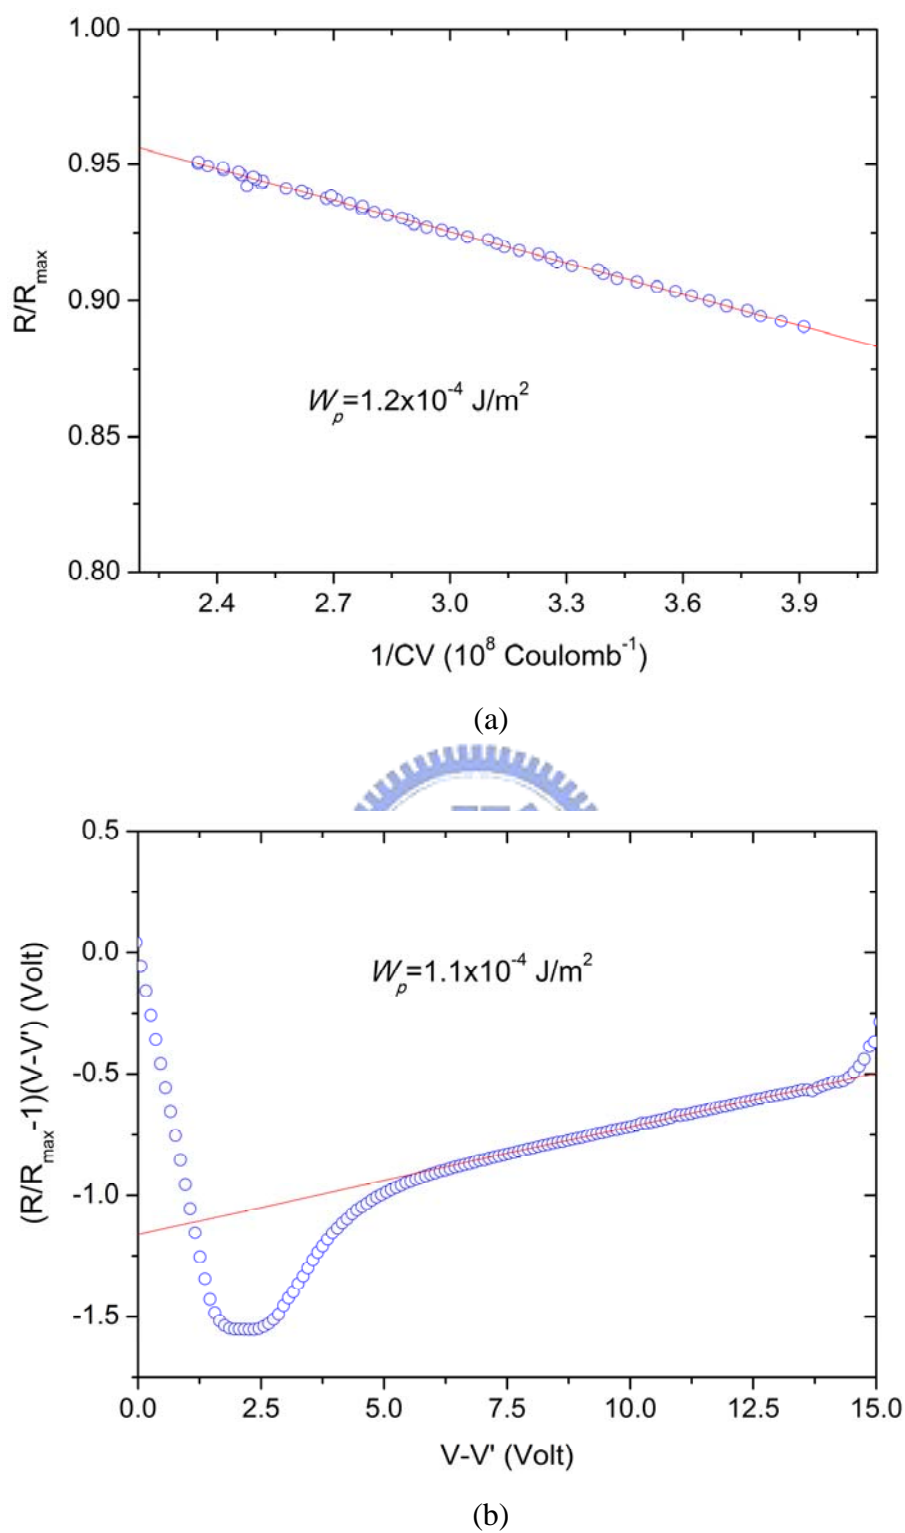 1.00
0.95
0.90
0.85
0.80
R/Rmax
Wp=1.2x10-4 J/m2
2.4 2.7 3.0 3.3 3.6 3.9
1/CV (108 Coulomb-1)
(a)
0.5
0.0
-0.5
-1.0
-1.5
(R/Rmax-1)(V-V') (Volt)
Wp=1.1x10-4 J/m2
0.0 2.5 5.0 7.5 10.0 12.5 15.0
V-V' (Volt)
(b)